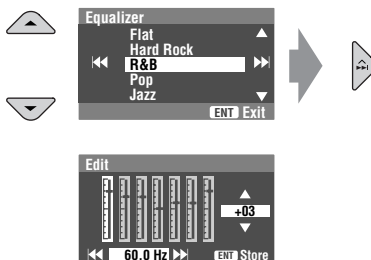 Equalizer
Flat
Hard Rock
R&B
Pop
Jazz
ENT Exit
Edit
+03
60.0 Hz
ENT Store